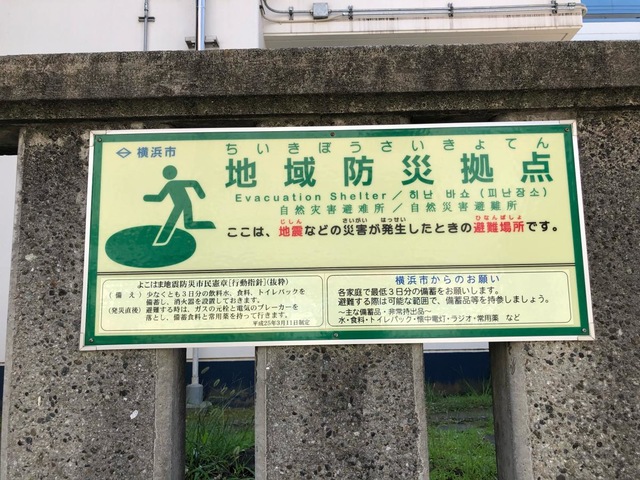 横浜市
ちいきぼうさいきょてん
地域防災拠点
Evacuation Shelter / 히난 바쇼 (피난장소)
自然灾害避难所／自然災害避難所
じしん さいがい はっせい ひなんばしょ
ここは、地震などの災害が発生したときの避難場所です。
よこはま地震防災市民憲章【行動指針】（抜粋）
（備 え）少なくとも３日分の飲料水、食料、トイレパックを
備蓄し、消火器を設置しておきます。
（発災直後）避難する時は、ガスの元栓と電気のブレーカーを
落とし、備蓄食料と常用薬を持って行きます。
平成25年3月11日制定
横浜市からのお願い
各家庭で最低３日分の備蓄をお願いします。
避難する際は可能な範囲で、備蓄品等を持参しましょう。
～主な備蓄品・非常持出品～
水・食料・トイレパック・懐中電灯・ラジオ・常用薬 など